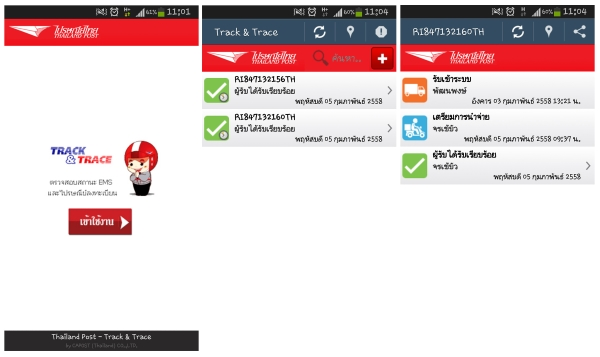 61% 11:01
ไปรษณีย์ไทย
THAILAND POST
TRACK
& TRACE
ตรวจสอบสถานะ EMS
และไปรษณีย์ลงทะเบียน
เข้าใช้งาน
Thailand Post - Track & Trace
60% 11:04
Track & Trace
ไปรษณีย์ไทย
THAILAND POST
ค้นหา...
RI847132156TH
ผู้รับได้รับเรียบร้อย
พฤหัสบดี 05 กุมภาพันธ์ 2558
RI847132160TH
ผู้รับได้รับเรียบร้อย
พฤหัสบดี 05 กุมภาพันธ์ 2558
60% 11:04
RI847132160TH
ไปรษณีย์ไทย
THAILAND POST
รับเข้าระบบ
พัฒนพงษ์
อังคาร 03 กุมภาพันธ์ 2558 13:21 น.
เตรียมการนำจ่าย
จรเข้บัว
พฤหัสบดี 05 กุมภาพันธ์ 2558 09:37 น.
ผู้รับได้รับเรียบร้อย
จรเข้บัว
พฤหัสบดี 05 กุมภาพันธ์ 2558